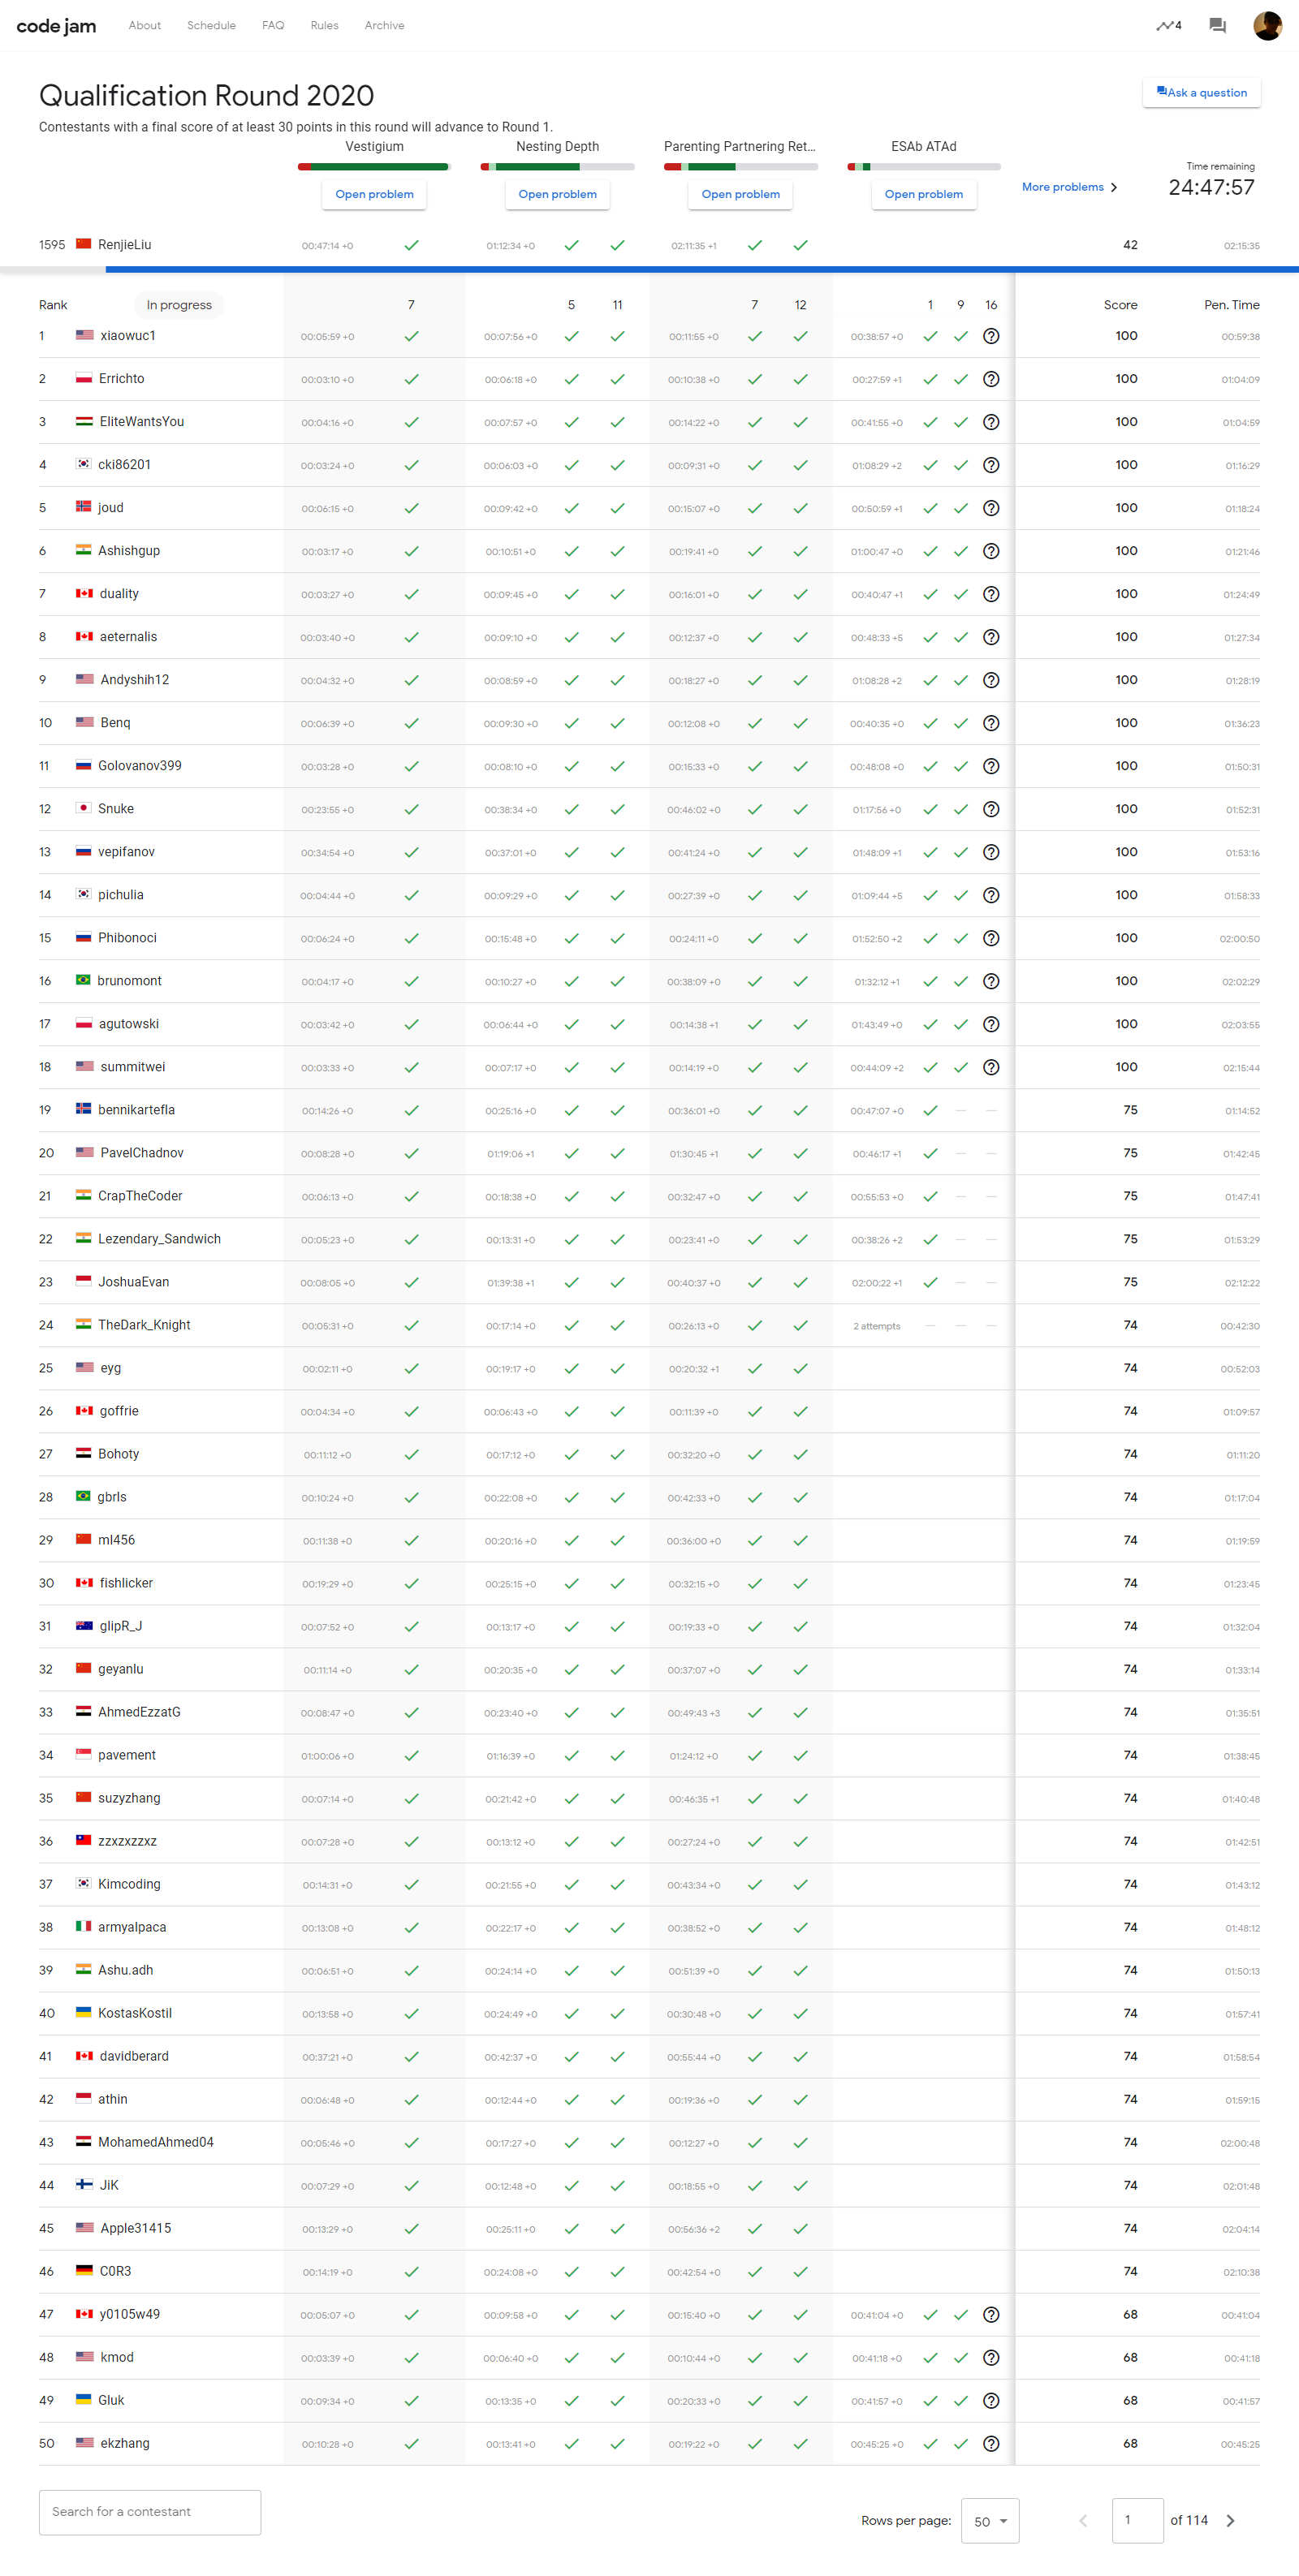 code jam About Schedule FAQ Rules Archive 4
Qualification Round 2020
Ask a question
Contestants with a final score of at least 30 points in this round will advance to Round 1.
Vestigium Nesting Depth Parenting Partnering Ret... ESAb ATAd
Time remaining
Open problem Open problem Open problem Open problem More problems 24:47:57
1595 RenjieLiu 00:47:14 +0 01:12:34 +0 02:11:35 +1 42 02:15:35
Rank In progress 7 5 11 7 12 1 9 16 Score Pen. Time
1 xiaowuc1 00:05:59 +0 00:07:56 +0 00:11:55 +0 00:38:57 +0 100 00:59:38
2 Errichto 00:03:10 +0 00:06:18 +0 00:10:38 +0 00:27:59 +1 100 01:04:09
3 EliteWantsYou 00:04:16 +0 00:07:57 +0 00:14:22 +0 00:41:55 +0 100 01:04:59
4 cki86201 00:03:24 +0 00:06:03 +0 00:09:31 +0 01:08:29 +2 100 01:16:29
5 joud 00:06:15 +0 00:09:42 +0 00:15:07 +0 00:50:59 +1 100 01:18:24
6 Ashishgup 00:03:17 +0 00:10:51 +0 00:19:41 +0 01:00:47 +0 100 01:21:46
7 duality 00:03:27 +0 00:09:45 +0 00:16:01 +0 00:40:47 +1 100 01:24:49
8 aeternalis 00:03:40 +0 00:09:10 +0 00:12:37 +0 00:48:33 +5 100 01:27:34
9 Andyshih12 00:04:32 +0 00:08:59 +0 00:18:27 +0 01:08:28 +2 100 01:28:19
10 Benq 00:06:39 +0 00:09:30 +0 00:12:08 +0 00:40:35 +0 100 01:36:23
11 Golovanov399 00:03:28 +0 00:08:10 +0 00:15:33 +0 00:48:08 +0 100 01:50:31
12 Snuke 00:23:55 +0 00:38:34 +0 00:46:02 +0 01:17:56 +0 100 01:52:31
13 vepifanov 00:34:54 +0 00:37:01 +0 00:41:24 +0 01:48:09 +1 100 01:53:16
14 pichulia 00:04:44 +0 00:09:29 +0 00:27:39 +0 01:09:44 +5 100 01:58:33
15 Phibonoci 00:06:24 +0 00:15:48 +0 00:24:11 +0 01:52:50 +2 100 02:00:50
16 brunomont 00:04:17 +0 00:10:27 +0 00:38:09 +0 01:32:12 +1 100 02:02:29
17 agutowski 00:03:42 +0 00:06:44 +0 00:14:38 +1 01:43:49 +0 100 02:03:55
18 summitwei 00:03:33 +0 00:07:17 +0 00:14:19 +0 00:44:09 +2 100 02:15:44
19 bennikartefla 00:14:26 +0 00:25:16 +0 00:36:01 +0 00:47:07 +0 75 01:14:52
20 PavelChadnov 00:08:28 +0 01:19:06 +1 01:30:45 +1 00:46:17 +1 75 01:42:45
21 CrapTheCoder 00:06:13 +0 00:18:38 +0 00:32:47 +0 00:55:53 +0 75 01:47:41
22 Lezendary_Sandwich 00:05:23 +0 00:13:31 +0 00:23:41 +0 00:38:26 +2 75 01:53:29
23 JoshuaEvan 00:08:05 +0 01:39:38 +1 00:40:37 +0 02:00:22 +1 75 02:12:22
24 TheDark_Knight 00:05:31 +0 00:17:14 +0 00:26:13 +0 2 attempts 74 00:42:30
25 eyg 00:02:11 +0 00:19:17 +0 00:20:32 +1 74 00:52:03
26 goffrie 00:04:34 +0 00:06:43 +0 00:11:39 +0 74 01:09:57
27 Bohoty 00:11:12 +0 00:17:12 +0 00:32:20 +0 74 01:11:20
28 gbrls 00:10:24 +0 00:22:08 +0 00:42:33 +0 74 01:17:04
29 ml456 00:11:38 +0 00:20:16 +0 00:36:00 +0 74 01:19:59
30 fishlicker 00:19:29 +0 00:25:15 +0 00:32:15 +0 74 01:23:45
31 glipR_J 00:07:52 +0 00:13:17 +0 00:19:33 +0 74 01:32:04
32 geyanlu 00:11:14 +0 00:20:35 +0 00:37:07 +0 74 01:33:14
33 AhmedEzzatG 00:08:47 +0 00:23:40 +0 00:49:43 +3 74 01:35:51
34 pavement 01:00:06 +0 01:16:39 +0 01:24:12 +0 74 01:38:45
35 suzyzhang 00:07:14 +0 00:21:42 +0 00:46:35 +1 74 01:40:48
36 zzxzxzzxz 00:07:28 +0 00:13:12 +0 00:27:24 +0 74 01:42:51
37 Kimcoding 00:14:31 +0 00:21:55 +0 00:43:34 +0 74 01:43:12
38 armyalpaca 00:13:08 +0 00:22:17 +0 00:38:52 +0 74 01:48:12
39 Ashu.adh 00:06:51 +0 00:24:14 +0 00:51:39 +0 74 01:50:13
40 KostasKostil 00:13:58 +0 00:24:49 +0 00:30:48 +0 74 01:57:41
41 davidberard 00:37:21 +0 00:42:37 +0 00:55:44 +0 74 01:58:54
42 athin 00:06:48 +0 00:12:44 +0 00:19:36 +0 74 01:59:15
43 MohamedAhmed04 00:05:46 +0 00:17:27 +0 00:12:27 +0 74 02:00:48
44 JiK 00:07:29 +0 00:12:48 +0 00:18:55 +0 74 02:01:48
45 Apple31415 00:13:29 +0 00:25:11 +0 00:56:36 +2 74 02:04:14
46 C0R3 00:14:19 +0 00:24:08 +0 00:42:54 +0 74 02:10:38
47 y0105w49 00:05:07 +0 00:09:58 +0 00:15:40 +0 00:41:04 +0 68 00:41:04
48 kmod 00:03:39 +0 00:06:40 +0 00:10:44 +0 00:41:18 +0 68 00:41:18
49 Gluk 00:09:34 +0 00:13:35 +0 00:20:33 +0 00:41:57 +0 68 00:41:57
50 ekzhang 00:10:28 +0 00:13:41 +0 00:19:22 +0 00:45:25 +0 68 00:45:25
Search for a contestant Rows per page: 50 1 of 114